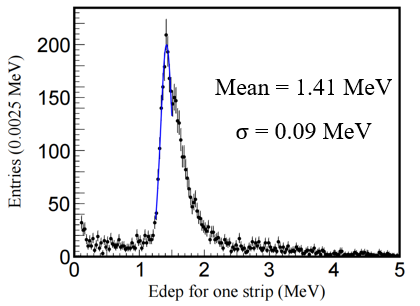 Entries (0.0025 MeV)
200
150
100
50
0
Mean = 1.41 MeV
σ = 0.09 MeV
0 1 2 3 4 5
Edep for one strip (MeV)